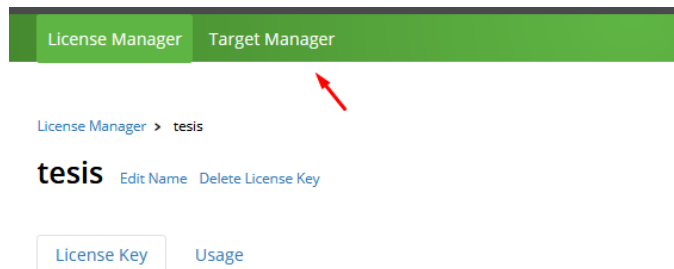 License Manager Target Manager
License Manager > tesis
tesis Edit Name Delete License Key
License Key Usage